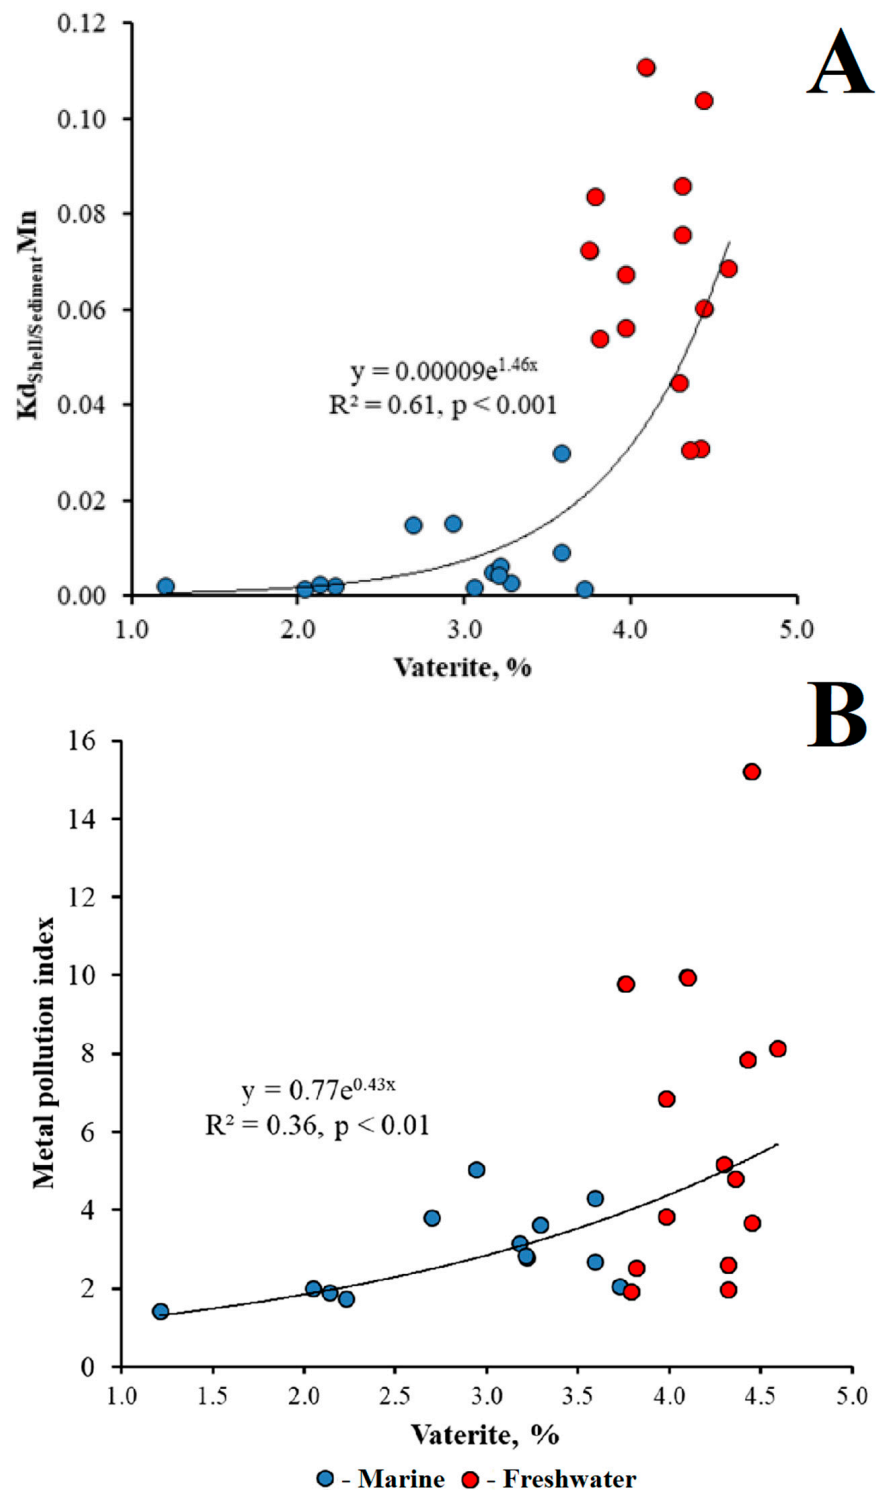 A
0.12
0.10
0.08
0.06
0.04
0.02
0.00
Kd Shell/Sediment Mn
y = 0.00009e^1.46x
R² = 0.61, p < 0.001
1.0 2.0 3.0 4.0 5.0
Vaterite, %
B
16
14
12
10
8
6
4
2
0
Metal pollution index
y = 0.77e^0.43x
R² = 0.36, p < 0.01
1.0 1.5 2.0 2.5 3.0 3.5 4.0 4.5 5.0
Vaterite, %
- Marine - Freshwater